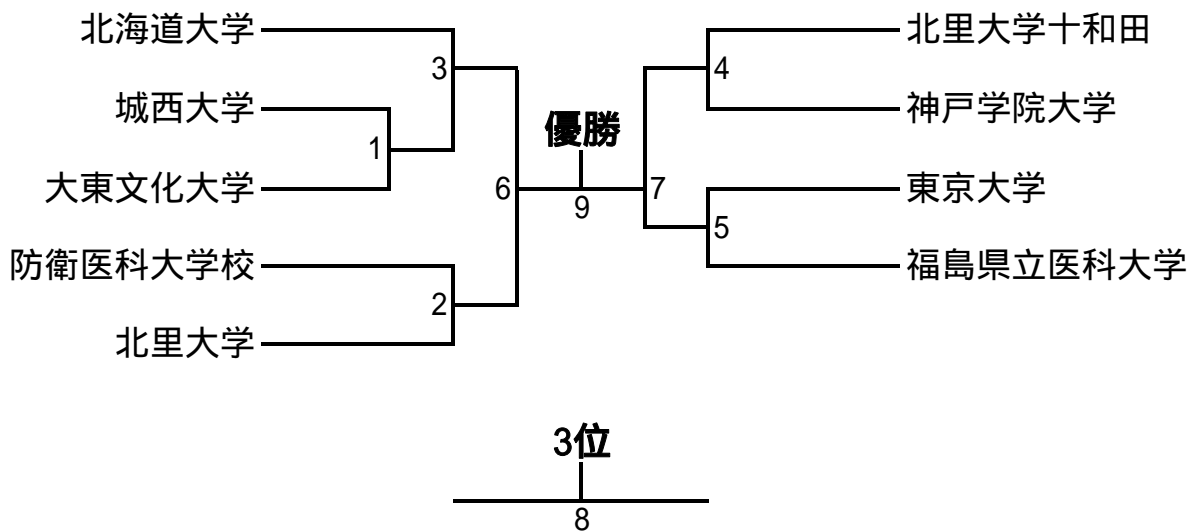 北海道大学
城西大学
大東文化大学
防衛医科大学校
北里大学
3
1
2
6
優勝
9
7
4
5
北里大学十和田
神戸学院大学
東京大学
福島県立医科大学
3位
8